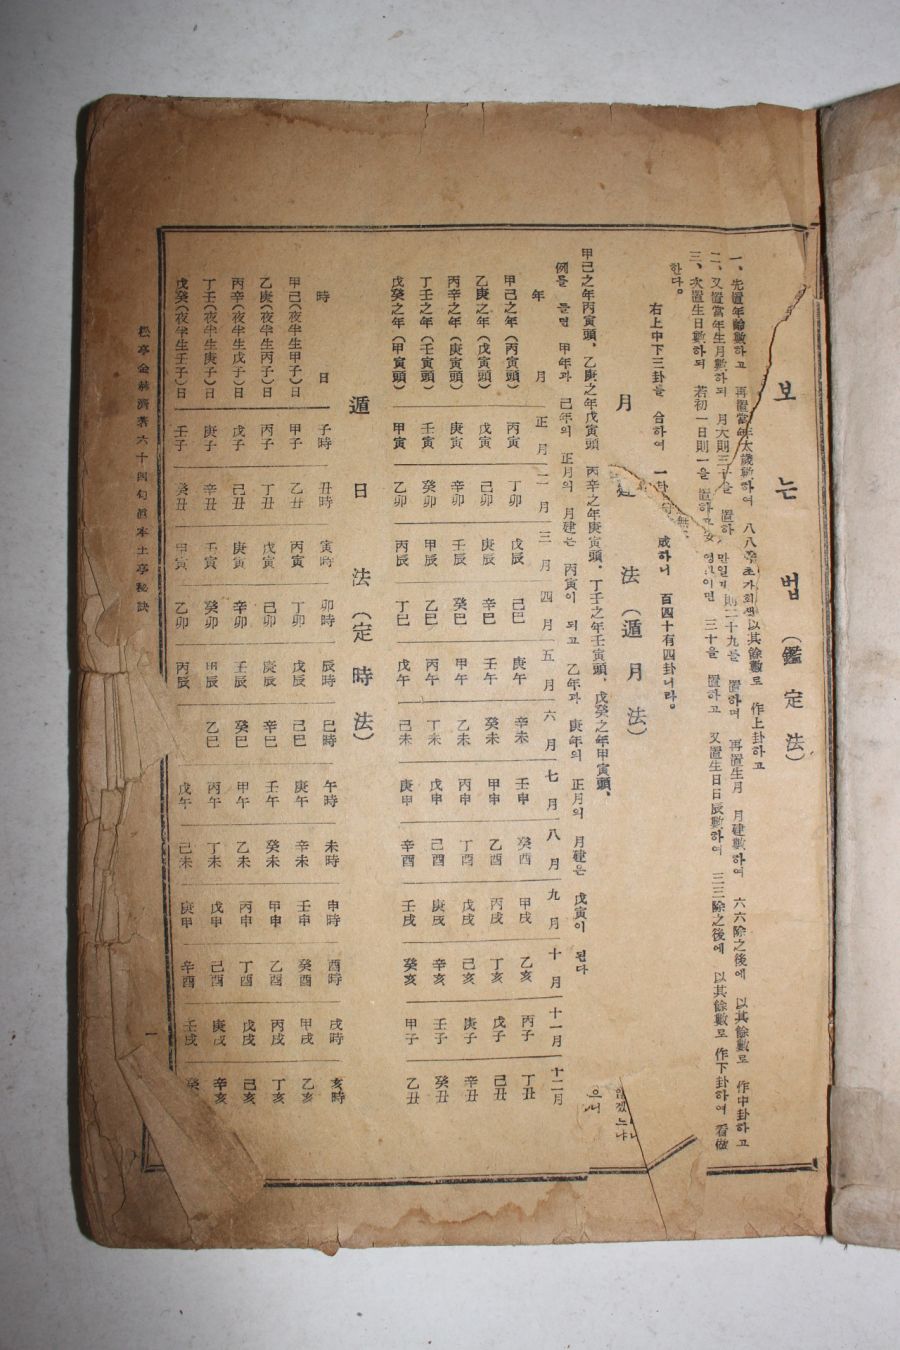 보는법(鑑定法)
一、先置年齡數하고 再置當年太歲數하여 八八除之 以其餘數로 作上卦하고
二、又置當年生月數하되 月大則三十을 置하 則二十九를 置하며 再置生月 月建數하여 六六除之後에 以其餘數로 作中卦하고
三、次置生日數하되 若初一日則一을 置하고 이면 三十을 置하고 又置生日日辰數하여 三三除之後에 以其餘數로 作下卦하여 看做
한다。
右上中下三卦를 合하여 一卦 成하니 百四十有四卦니라。
月建法(遁月法)
甲己之年丙寅頭、乙庚之年戊寅頭 丙辛之年庚寅頭、丁壬之年壬寅頭、戊癸之年甲寅頭、
例를 들면 甲年과 己年의 正月의 月建은 丙寅이 되고 乙年과 庚年의 正月의 月建은 戊寅이 된다
으너
않겠느냐
年 月 正月 二月 三月 四月 五月 六月 七月 八月 九月 十月 十一月 十二月
甲己之年(丙寅頭) 丙寅 丁卯 戊辰 己巳 庚午 辛未 壬申 癸酉 甲戌 乙亥 丙子 丁丑
乙庚之年(戊寅頭) 戊寅 己卯 庚辰 辛巳 壬午 癸未 甲申 乙酉 丙戌 丁亥 戊子 己丑
丙辛之年(庚寅頭) 庚寅 辛卯 壬辰 癸巳 甲午 乙未 丙申 丁酉 戊戌 己亥 庚子 辛丑
丁壬之年(壬寅頭) 壬寅 癸卯 甲辰 乙巳 丙午 丁未 戊申 己酉 庚戌 辛亥 壬子 癸丑
戊癸之年(甲寅頭) 甲寅 乙卯 丙辰 丁巳 戊午 己未 庚申 辛酉 壬戌 癸亥 甲子 乙丑
遁日法(定時法)
時 日 子時 丑時 寅時 卯時 辰時 巳時 午時 未時 申時 酉時 戌時 亥時
甲己(夜半生甲子)日 甲子 乙丑 丙寅 丁卯 戊辰 己巳 庚午 辛未 壬申 癸酉 甲戌 乙亥
乙庚(夜半生丙子)日 丙子 丁丑 戊寅 己卯 庚辰 辛巳 壬午 癸未 甲申 乙酉 丙戌 丁亥
丙辛(夜半生戊子)日 戊子 己丑 庚寅 辛卯 壬辰 癸巳 甲午 乙未 丙申 丁酉 戊戌 己亥
丁壬(夜半生庚子)日 庚子 辛丑 壬寅 癸卯 甲辰 乙巳 丙午 丁未 戊申 己酉 庚戌 辛亥
戊癸(夜半生壬子)日 壬子 癸丑 甲寅 乙卯 丙辰 戊午 己未 庚申 辛酉 壬戌 癸
松亭金赫濟著六十四句眞本土亭秘訣
一